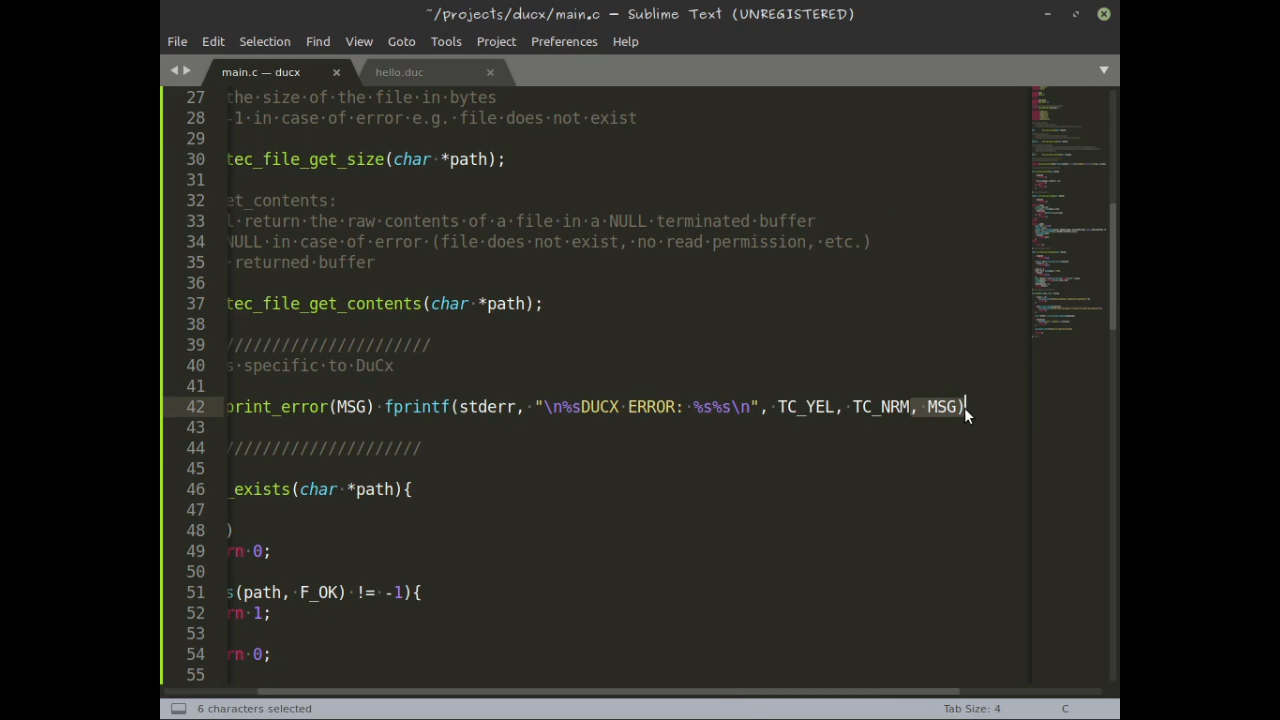 ~/projects/ducx/main.c — Sublime Text (UNREGISTERED)
File Edit Selection Find View Goto Tools Project Preferences Help
main.c — ducx × hello.duc ×
27 the·size·of·the·file·in·bytes
28 -1·in·case·of·error·e.g.·file·does·not·exist
29
30 tec_file_get_size(char·*path);
31
32 et_contents:
33 l·return·the·raw·contents·of·a·file·in·a·NULL·terminated·buffer
34 NULL·in·case·of·error·(file·does·not·exist,·no·read·permission,·etc.)
35 ·returned·buffer
36
37 tec_file_get_contents(char·*path);
38
39 //////////////////////
40 s·specific·to·DuCx
41
42 print_error(MSG)·fprintf(stderr,·"\n%sDUCX·ERROR:·%s%s\n",·TC_YEL,·TC_NRM,·MSG)
43
44 /////////////////////
45
46 _exists(char·*path){
47
48 )
49 rn·0;
50
51 s(path,·F_OK)·!=·-1){
52 rn·1;
53
54 rn·0;
55
6 characters selected Tab Size: 4 C